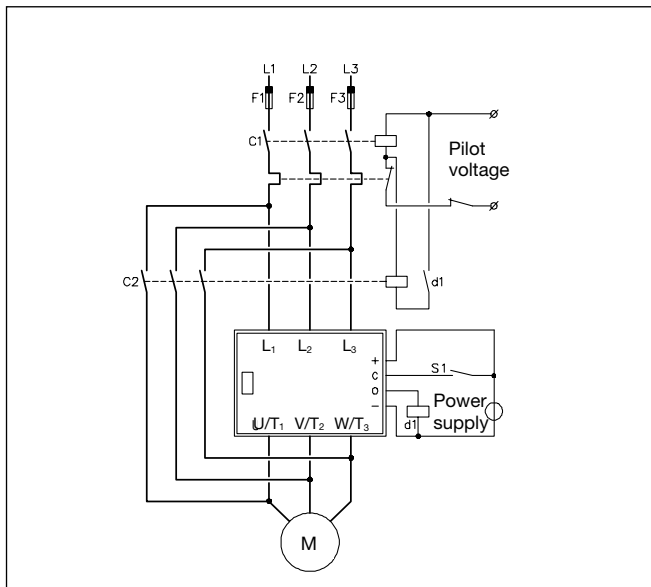 L1 L2 L3
F1 F2 F3
C1
Pilot
voltage
C2
d1
L₁ L₂ L₃
+
S1
C
O
Power
−
d1
supply
U/T₁ V/T₂ W/T₃
M